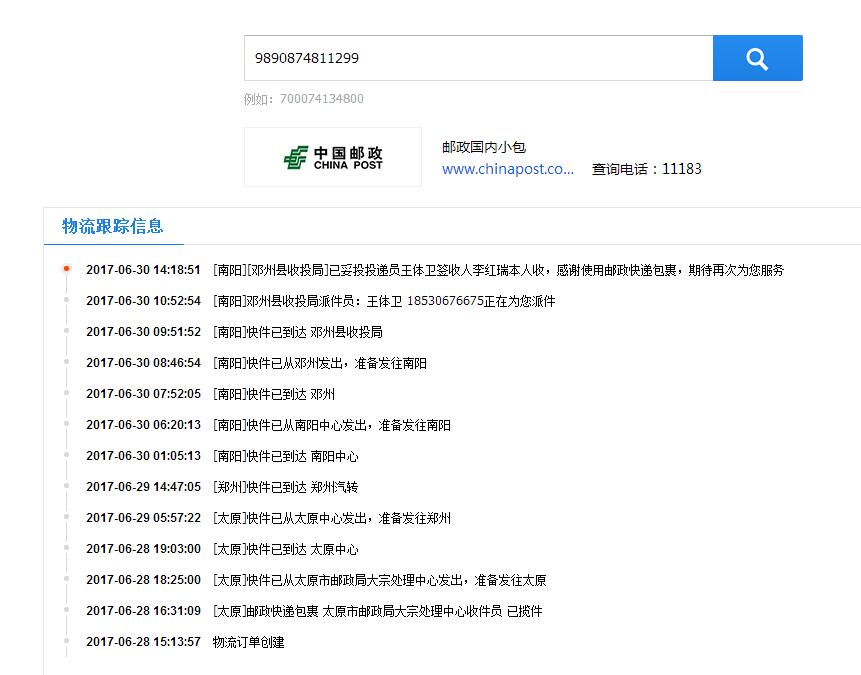 9890874811299
例如：700074134800
中国邮政
CHINA POST
邮政国内小包
www.chinapost.co... 查询电话：11183
物流跟踪信息
2017-06-30 14:18:51 [南阳][邓州县收投局]已妥投投递员王体卫签收人李红瑞本人收，感谢使用邮政快递包裹，期待再次为您服务
2017-06-30 10:52:54 [南阳]邓州县收投局派件员：王体卫 18530676675正在为您派件
2017-06-30 09:51:52 [南阳]快件已到达 邓州县收投局
2017-06-30 08:46:54 [南阳]快件已从邓州发出，准备发往南阳
2017-06-30 07:52:05 [南阳]快件已到达 邓州
2017-06-30 06:20:13 [南阳]快件已从南阳中心发出，准备发往南阳
2017-06-30 01:05:13 [南阳]快件已到达 南阳中心
2017-06-29 14:47:05 [郑州]快件已到达 郑州汽转
2017-06-29 05:57:22 [太原]快件已从太原中心发出，准备发往郑州
2017-06-28 19:03:00 [太原]快件已到达 太原中心
2017-06-28 18:25:00 [太原]快件已从太原市邮政局大宗处理中心发出，准备发往太原
2017-06-28 16:31:09 [太原]邮政快递包裹 太原市邮政局大宗处理中心收件员 已揽件
2017-06-28 15:13:57 物流订单创建